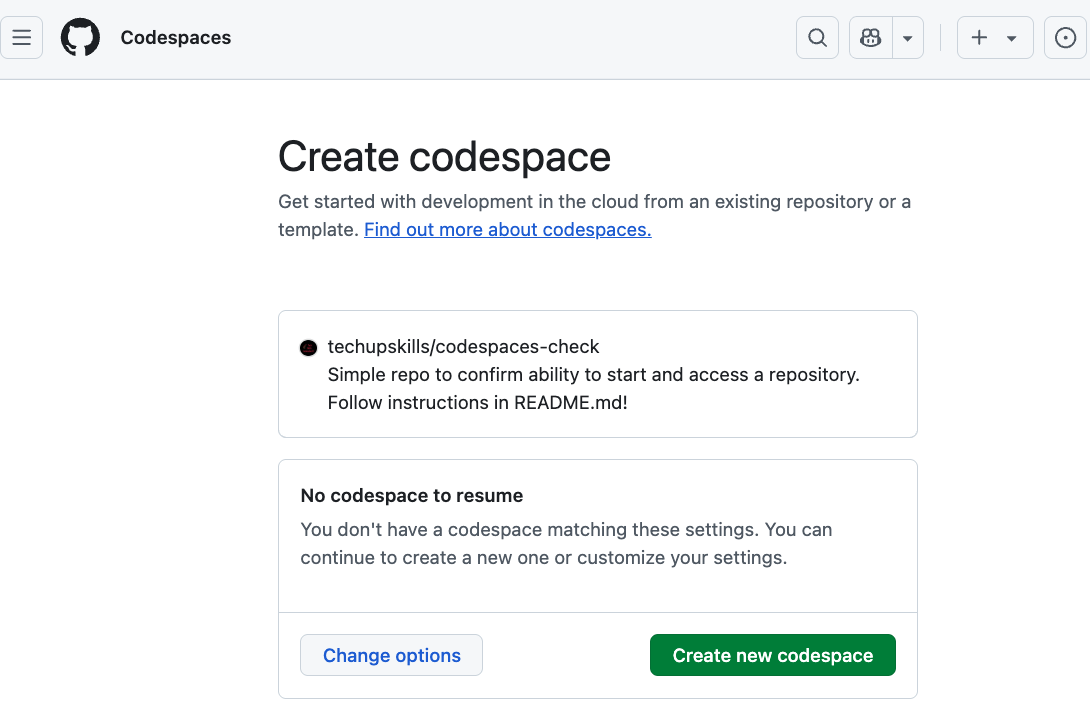 Codespaces
Create codespace
Get started with development in the cloud from an existing repository or a
template. Find out more about codespaces.
techupskills/codespaces-check
Simple repo to confirm ability to start and access a repository.
Follow instructions in README.md!
No codespace to resume
You don't have a codespace matching these settings. You can
continue to create a new one or customize your settings.
Change options
Create new codespace